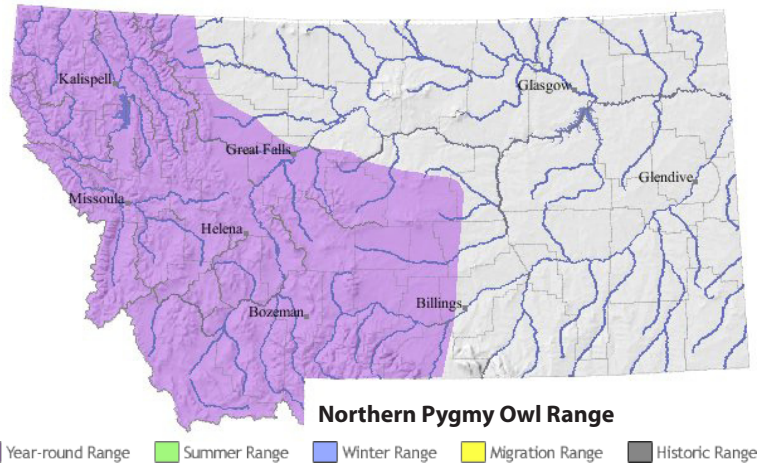 Kalispell
Glasgow
Great Falls
Glendive
Missoula
Helena
Billings
Bozeman
Northern Pygmy Owl Range
Year-round Range Summer Range Winter Range Migration Range Historic Range